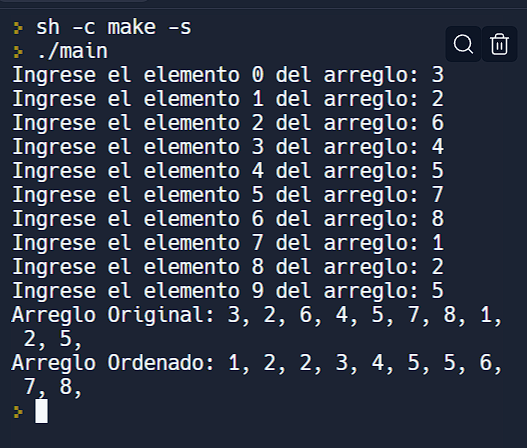 > sh -c make -s
> ./main
Ingrese el elemento 0 del arreglo: 3
Ingrese el elemento 1 del arreglo: 2
Ingrese el elemento 2 del arreglo: 6
Ingrese el elemento 3 del arreglo: 4
Ingrese el elemento 4 del arreglo: 5
Ingrese el elemento 5 del arreglo: 7
Ingrese el elemento 6 del arreglo: 8
Ingrese el elemento 7 del arreglo: 1
Ingrese el elemento 8 del arreglo: 2
Ingrese el elemento 9 del arreglo: 5
Arreglo Original: 3, 2, 6, 4, 5, 7, 8, 1,
 2, 5,
Arreglo Ordenado: 1, 2, 2, 3, 4, 5, 5, 6,
 7, 8,
>